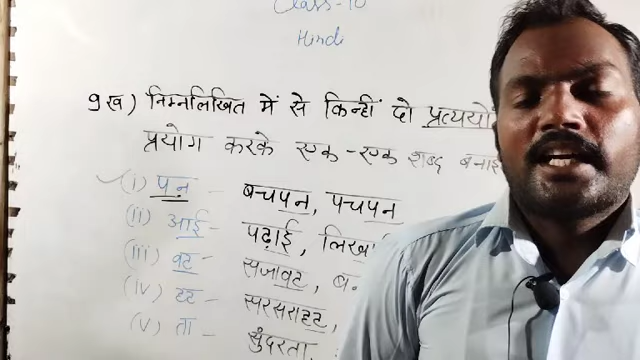 Class-10
Hindi
9ख) निम्नलिखित में से किन्हीं दो प्रत्ययों
प्रयोग करके एक-एक शब्द बनाइ
(i) पन - बचपन, पचपन
(ii) आई - पढ़ाई, लिखा
(iii) वट - सजावट, ब
(iv) हट - सरसराहट,
(v) ता - सुंदरता,